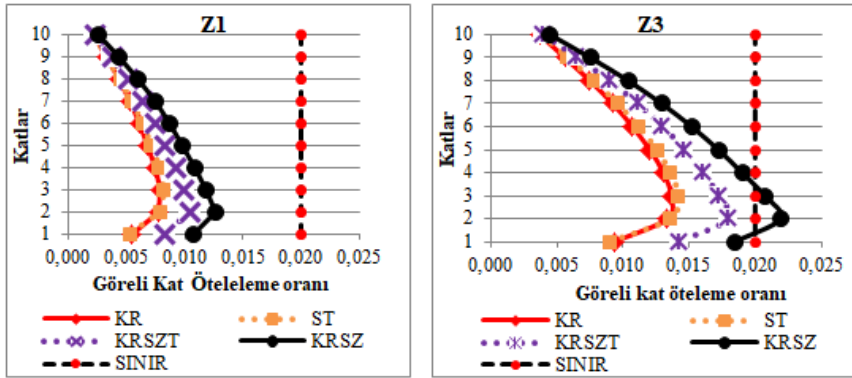 Z1
10
9
8
7
6
5
4
3
2
1
Katlar
0,000 0,005 0,010 0,015 0,020 0,025
Göreli Kat Öteleleme oranı
KR ST
KRSZT KRSZ
SINIR
Z3
10
9
8
7
6
5
4
3
2
1
Katlar
0,000 0,005 0,010 0,015 0,020 0,025
Göreli kat öteleme oranı
KR ST
KRSZT KRSZ
SINIR